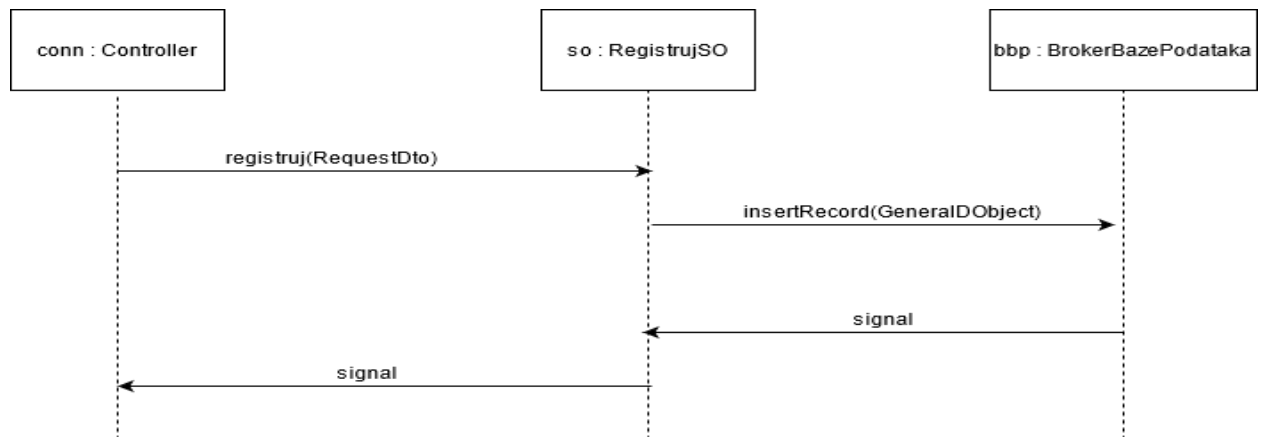 conn : Controller
so : RegistrujSO
bbp : BrokerBazePodataka
registruj(RequestDto)
insertRecord(GeneralDObject)
signal
signal